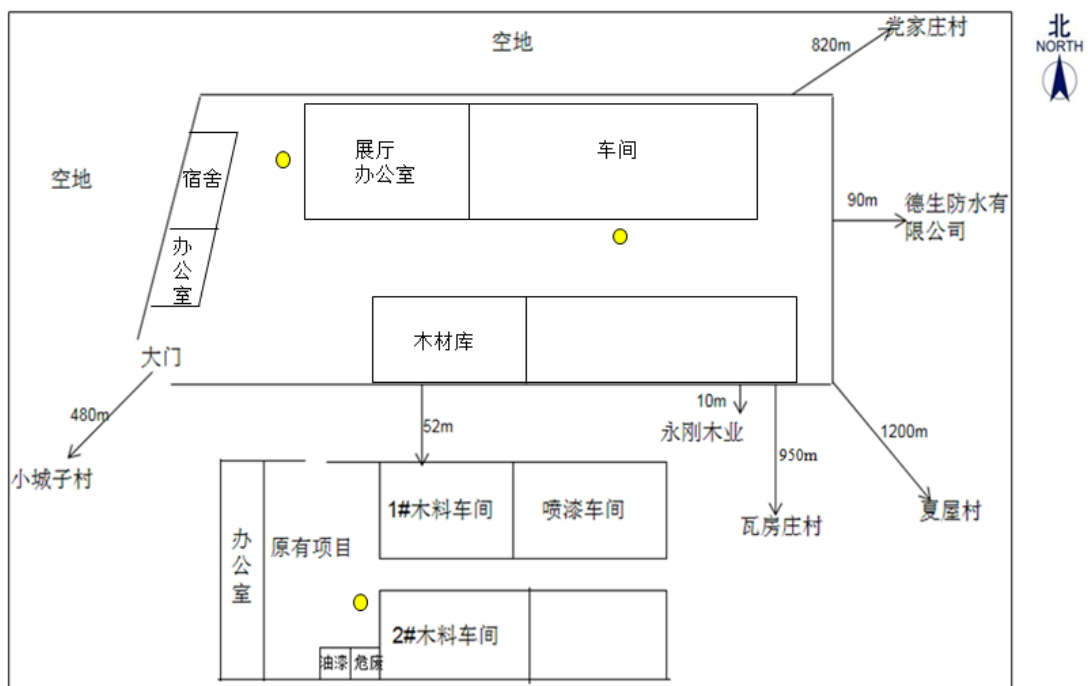 北
NORTH
空地
党家庄村
820m
展厅
办公室
车间
宿舍
空地
90m
德生防水有
限公司
办
公
室
木材库
大门
480m
52m
10m
永刚木业
1200m
950m
小城子村
1#木料车间
喷漆车间
瓦房庄村
夏屋村
办
公
室
原有项目
2#木料车间
油漆
危废